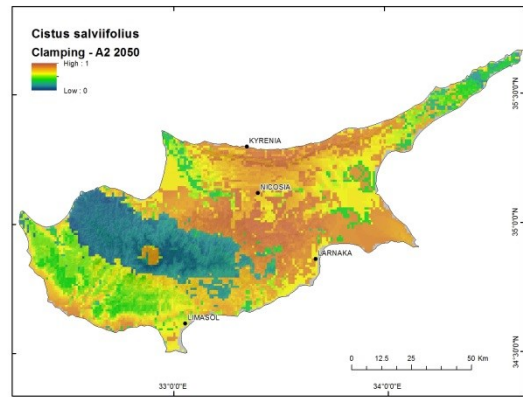 Cistus salviifolius
Clamping - A2 2050
High : 1
Low : 0
KYRENIA
NICOSIA
LARNAKA
LIMASOL
35°30'0"N
35°0'0"N
34°30'0"N
0 12.5 25 50 Km
33°0'0"E 34°0'0"E